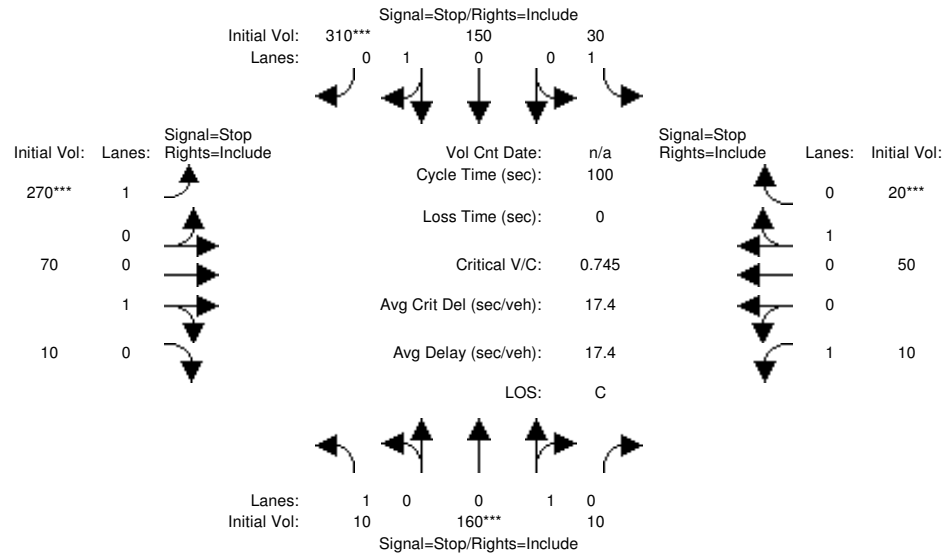 Signal=Stop/Rights=Include
Initial Vol: 310*** 150 30
Lanes: 0 1 0 0 1
Signal=Stop Signal=Stop
Initial Vol: Lanes: Rights=Include Vol Cnt Date: n/a Rights=Include Lanes: Initial Vol:
Cycle Time (sec): 100
270*** 1 0 20***
Loss Time (sec): 0
0 1
70 0 Critical V/C: 0.745 0 50
1 Avg Crit Del (sec/veh): 17.4 0
10 0 Avg Delay (sec/veh): 17.4 1 10
LOS: C
Lanes: 1 0 0 1 0
Initial Vol: 10 160*** 10
Signal=Stop/Rights=Include